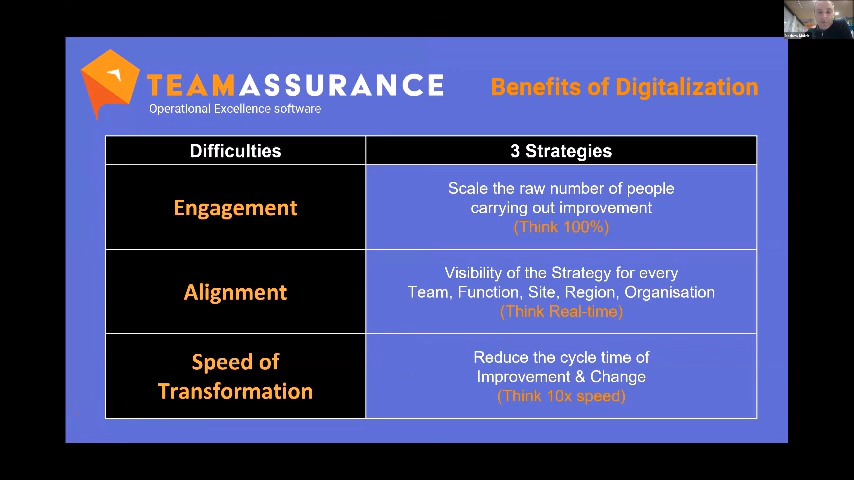 TEAMASSURANCE
Operational Excellence software
Benefits of Digitalization
Difficulties
3 Strategies
Engagement
Scale the raw number of people
carrying out improvement
(Think 100%)
Alignment
Visibility of the Strategy for every
Team, Function, Site, Region, Organisation
(Think Real-time)
Speed of
Transformation
Reduce the cycle time of
Improvement & Change
(Think 10x speed)